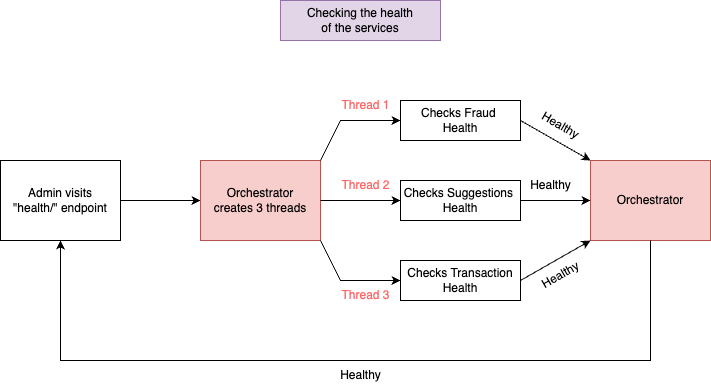 Checking the health
of the services
Thread 1
Checks Fraud
Health
Healthy
Admin visits
"health/" endpoint
Orchestrator
creates 3 threads
Thread 2
Checks Suggestions
Health
Healthy
Orchestrator
Thread 3
Checks Transaction
Health
Healthy
Healthy